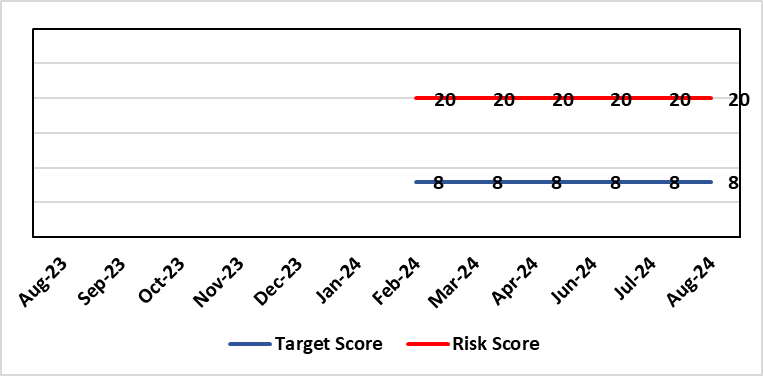 20 20 20 20 20 20
8 8 8 8 8 8
Aug-23 Sep-23 Oct-23 Nov-23 Dec-23 Jan-24 Feb-24 Mar-24 Apr-24 Jun-24 Jul-24 Aug-24
Target Score Risk Score